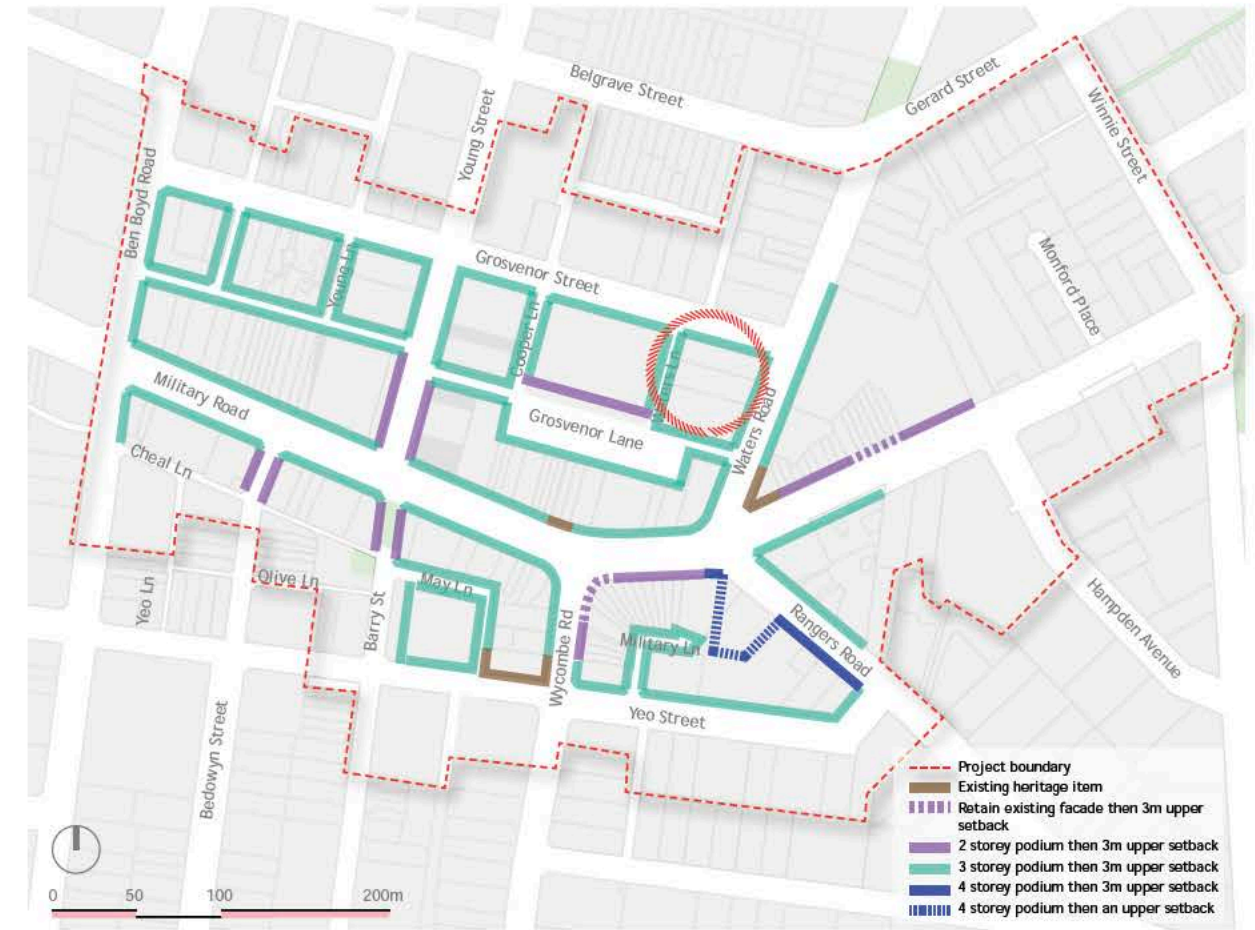 Belgrave Street
Gerard Street
Winnie Street
Young Street
Ben Boyd Road
Monford Place
Grosvenor Street
Young Ln
Cooper Ln
Waters Ln
Military Road
Grosvenor Lane
Waters Road
Cheal Ln
Olive Ln
May Ln
Yeo Ln
Barry St
Wycombe Rd
Military Ln
Rangers Road
Hampden Avenue
Yeo Street
Bedowyn Street
Project boundary
Existing heritage item
Retain existing facade then 3m upper
setback
2 storey podium then 3m upper setback
3 storey podium then 3m upper setback
4 storey podium then 3m upper setback
4 storey podium then an upper setback
0 50 100 200m